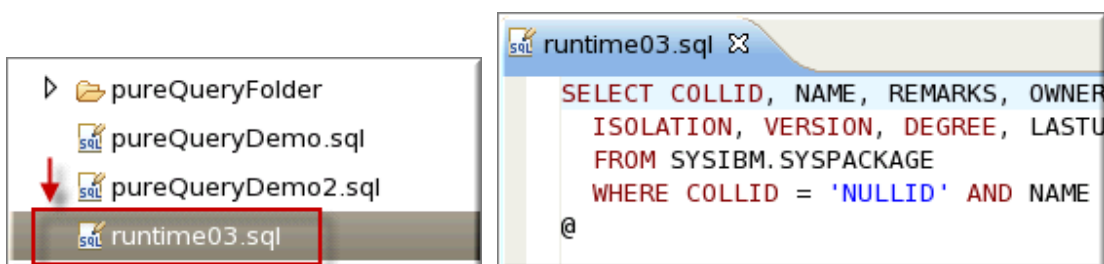 pureQueryFolder
pureQueryDemo.sql
pureQueryDemo2.sql
runtime03.sql
runtime03.sql
SELECT COLLID, NAME, REMARKS, OWNER
ISOLATION, VERSION, DEGREE, LASTU
FROM SYSIBM.SYSPACKAGE
WHERE COLLID = 'NULLID' AND NAME
@